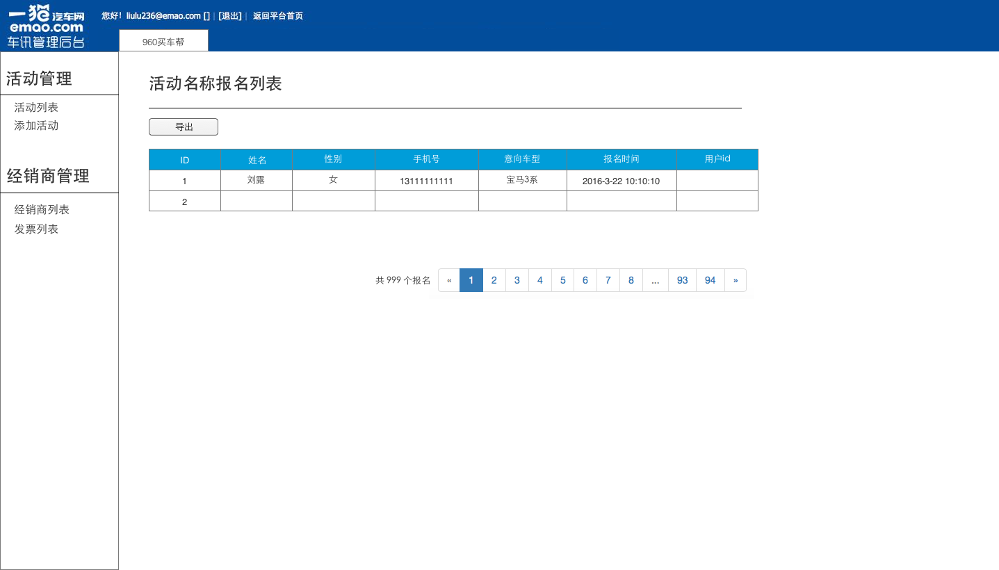 一猫汽车网
emao.com
车讯管理后台
您好！liulu236@emao.com [] | [退出] | 返回平台首页
960买车帮
活动管理
活动列表
添加活动
经销商管理
经销商列表
发票列表
活动名称报名列表
导出
ID 姓名 性别 手机号 意向车型 报名时间 用户id
1 刘露 女 13111111111 宝马3系 2016-3-22 10:10:10
2
共 999 个报名 « 1 2 3 4 5 6 7 8 ... 93 94 »